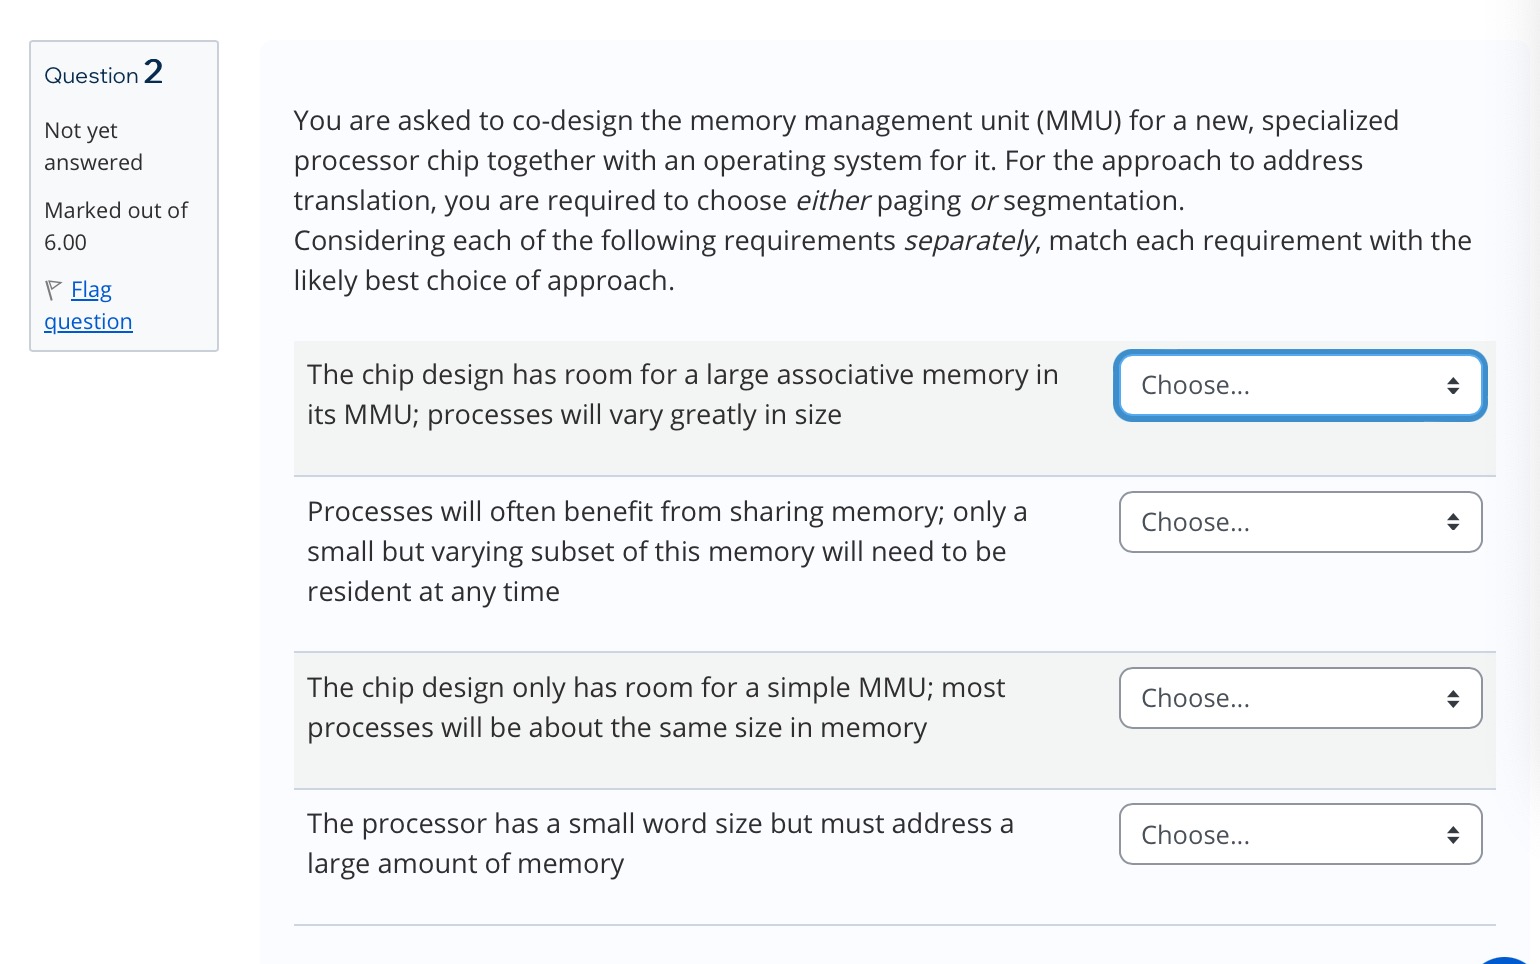 Question 2
Not yet
answered
Marked out of
6.00
Flag
question
You are asked to co-design the memory management unit (MMU) for a new, specialized
processor chip together with an operating system for it. For the approach to address
translation, you are required to choose either paging or segmentation.
Considering each of the following requirements separately, match each requirement with the
likely best choice of approach.
The chip design has room for a large associative memory in
its MMU; processes will vary greatly in size
Choose...
Processes will often benefit from sharing memory; only a
small but varying subset of this memory will need to be
resident at any time
Choose...
The chip design only has room for a simple MMU; most
processes will be about the same size in memory
Choose...
The processor has a small word size but must address a
large amount of memory
Choose...